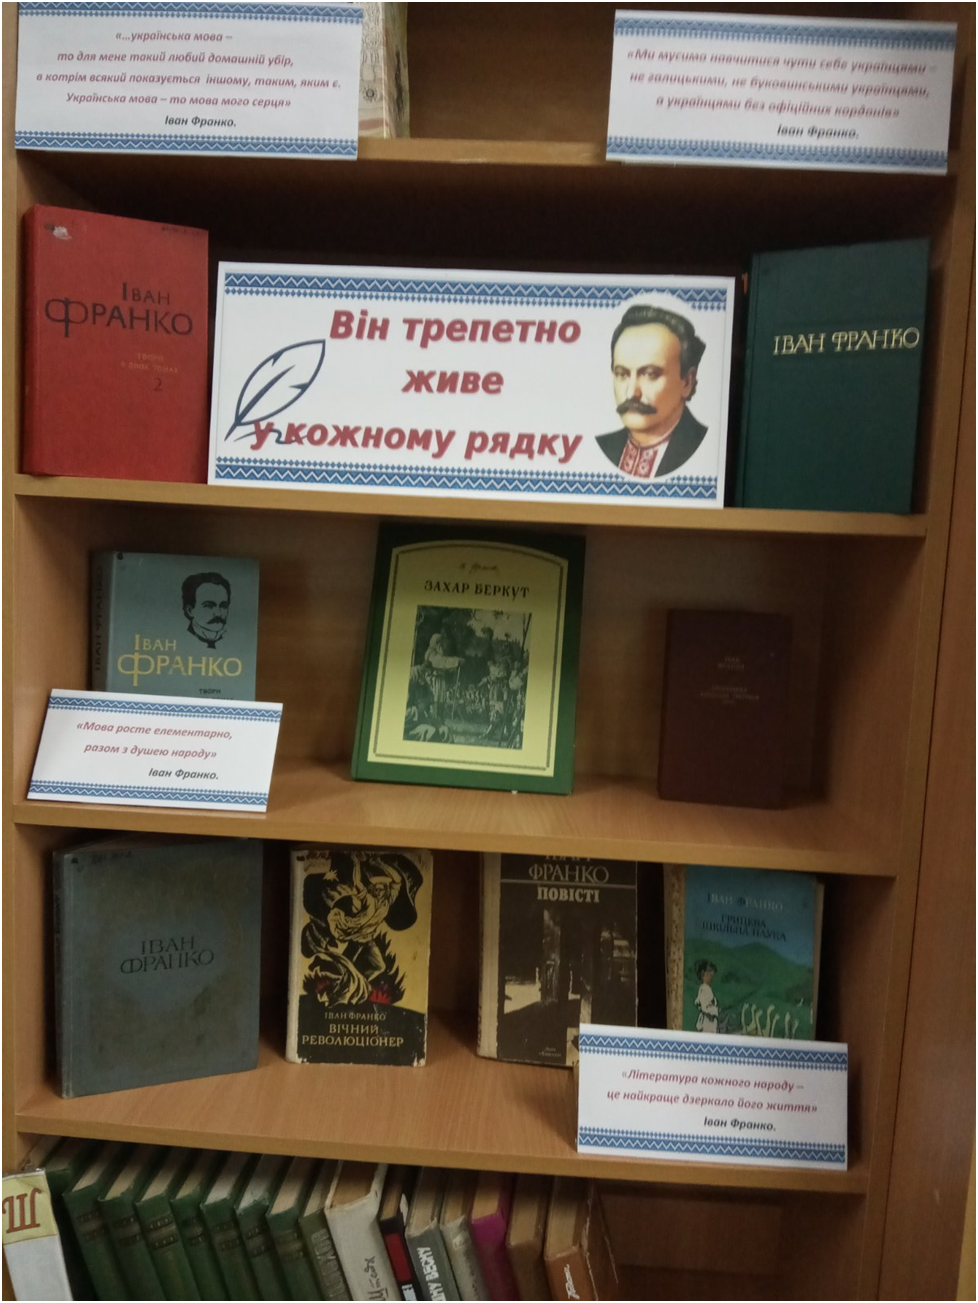 «...українська мова –
то для мене такий любий домашній убір,
в котрім всякий показується іншому, таким, яким є.
Українська мова – то мова мого серця»
Іван Франко.
«Ми мусимо навчитися чути себе українцями –
не галицькими, не буковинськими українцями,
а українцями без офіційних кордонів»
Іван Франко.
ІВАН
ФРАНКО
ТВОРИ
2
Він трепетно
живе
у кожному рядку
ІВАН ФРАНКО
ІВАН ФРАНКО
ІВАН
ФРАНКО
ТВОРИ
ЗАХАР БЕРКУТ
«Мова росте елементарно,
разом з душею народу»
Іван Франко.
ІВАН
ФРАНКО
ІВАН ФРАНКО
ВІЧНИЙ
РЕВОЛЮЦІОНЕР
ІВАН
ФРАНКО
ПОВІСТІ
ІВАН ФРАНКО
ГРИЦЕВА
ШКІЛЬНА НАУКА
«Література кожного народу –
це найкраще дзеркало його життя»
Іван Франко.